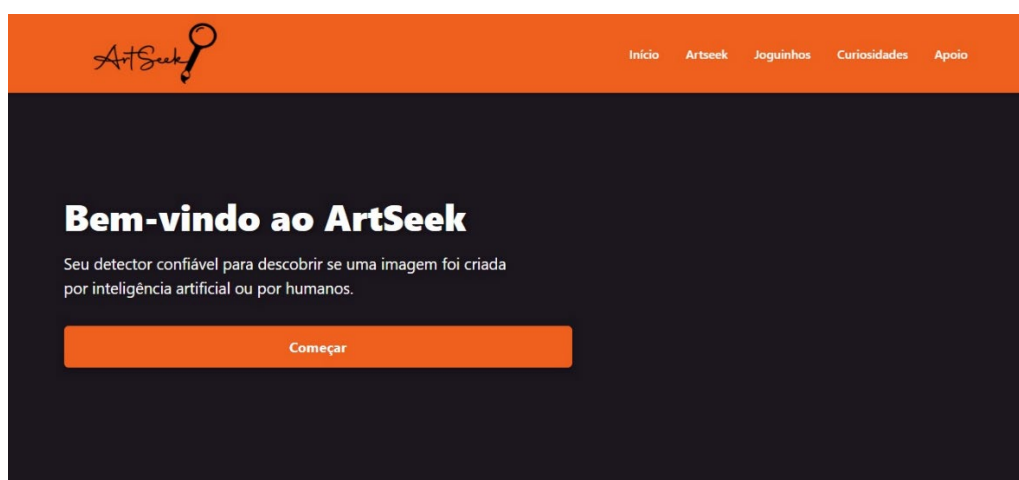 ArtSeek
Início Artseek Joguinhos Curiosidades Apoio
Bem-vindo ao ArtSeek
Seu detector confiável para descobrir se uma imagem foi criada
por inteligência artificial ou por humanos.
Começar